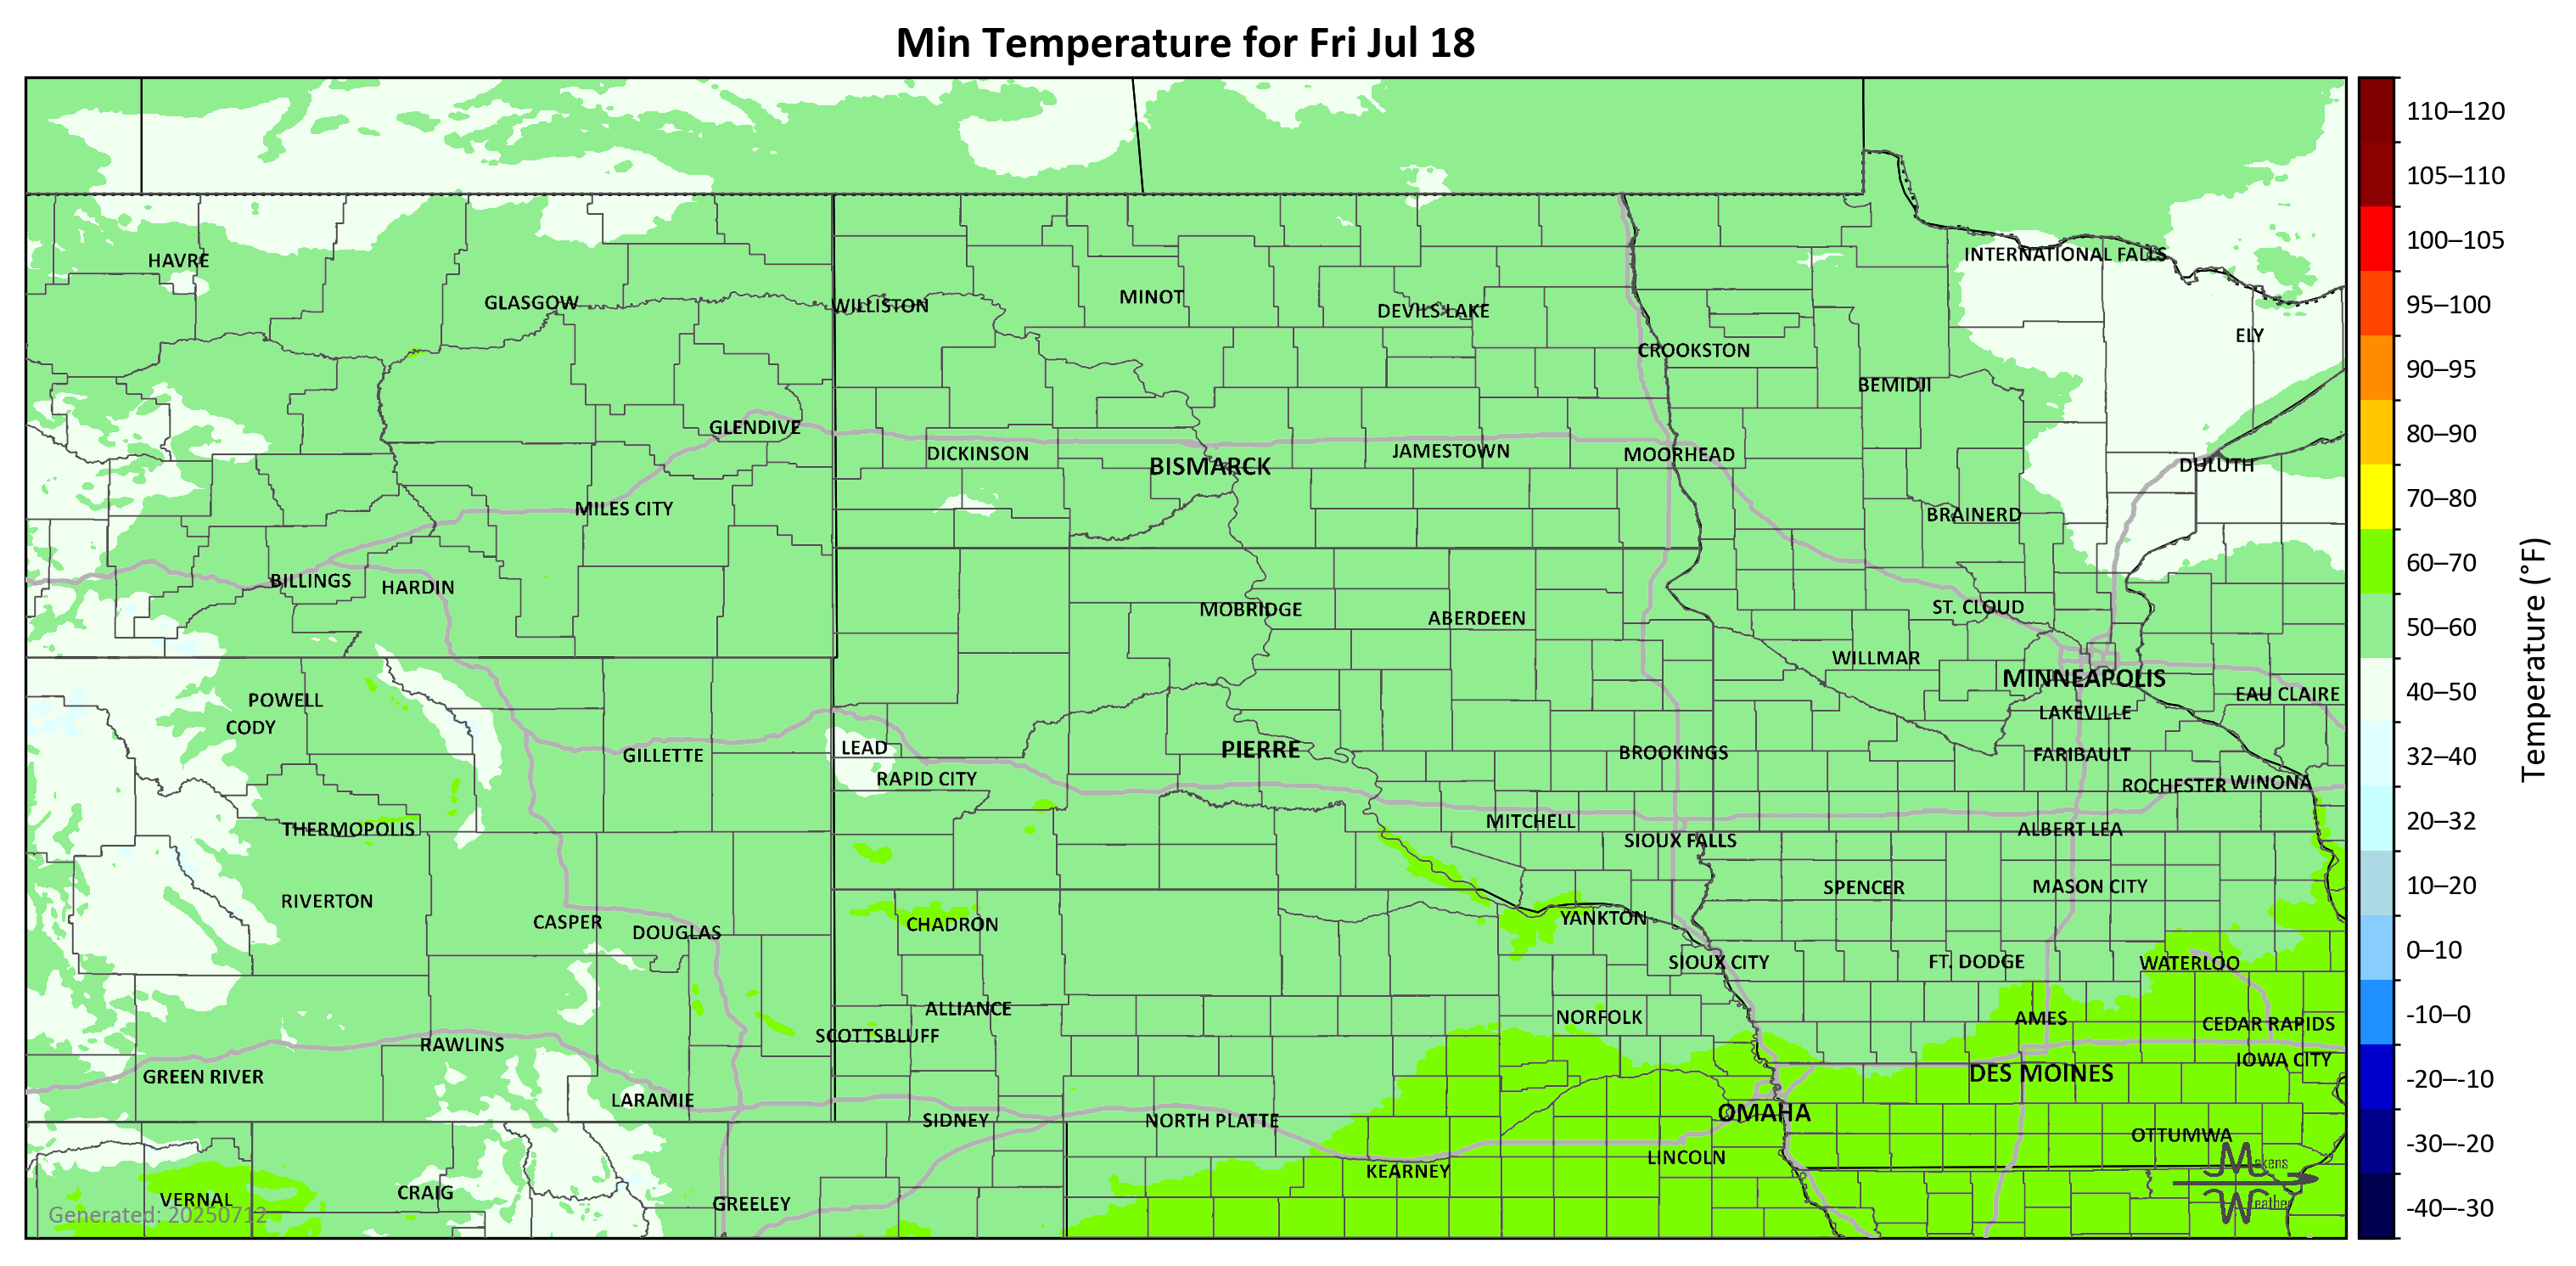 Min Temperature for Fri Jul 18
HAVRE
INTERNATIONAL FALLS
GLASGOW
WILLISTON
MINOT
DEVILS LAKE
ELY
CROOKSTON
BEMIDJI
GLENDIVE
DICKINSON
BISMARCK
JAMESTOWN
MOORHEAD
DULUTH
MILES CITY
BRAINERD
BILLINGS
HARDIN
MOBRIDGE
ABERDEEN
ST. CLOUD
WILLMAR
MINNEAPOLIS
POWELL
EAU CLAIRE
CODY
LAKEVILLE
GILLETTE
LEAD
PIERRE
BROOKINGS
FARIBAULT
RAPID CITY
ROCHESTER
WINONA
THERMOPOLIS
MITCHELL
ALBERT LEA
SIOUX FALLS
SPENCER
MASON CITY
RIVERTON
CASPER
DOUGLAS
CHADRON
YANKTON
SIOUX CITY
FT. DODGE
WATERLOO
ALLIANCE
NORFOLK
AMES
CEDAR RAPIDS
SCOTTSBLUFF
RAWLINS
IOWA CITY
GREEN RIVER
DES MOINES
LARAMIE
SIDNEY
NORTH PLATTE
OMAHA
OTTUMWA
LINCOLN
KEARNEY
VERNAL
CRAIG
GREELEY
Generated: 20250712
Makens
Weather
110–120
105–110
100–105
95–100
90–95
80–90
70–80
60–70
50–60
40–50
32–40
20–32
10–20
0–10
-10–0
-20–-10
-30–-20
-40–-30
Temperature (°F)